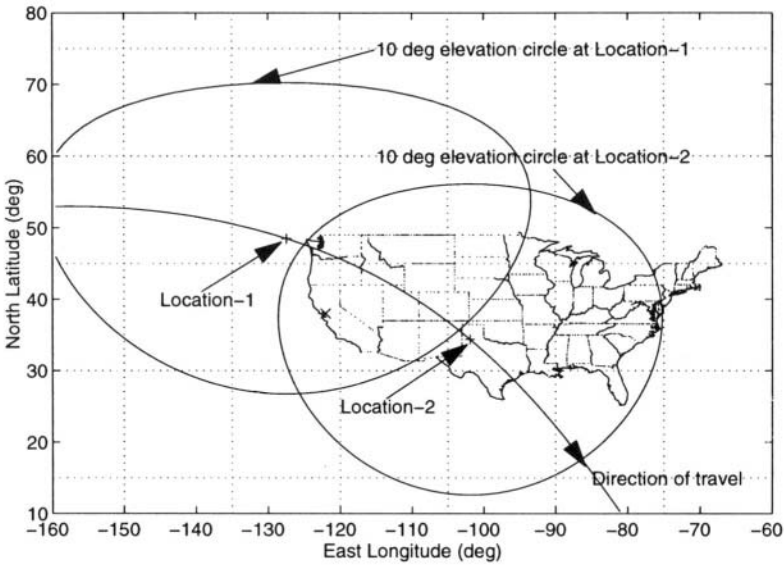 80
70
60
50
40
30
20
10
North Latitude (deg)
10 deg elevation circle at Location-1
10 deg elevation circle at Location-2
Location-1
Location-2
Direction of travel
-160
-150
-140
-130
-120
-110
-100
-90
-80
-70
-60
East Longitude (deg)